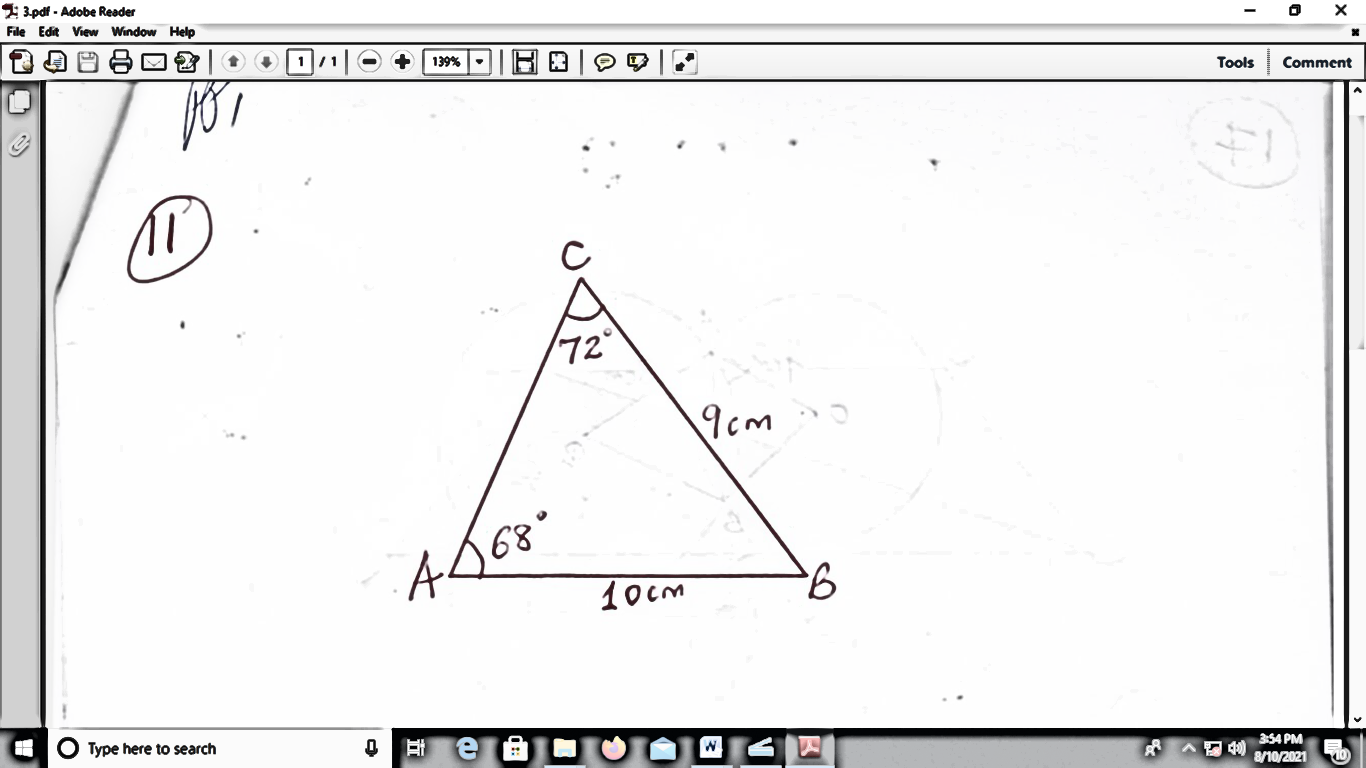 3.pdf - Adobe Reader
File Edit View Window Help
1 / 1
139%
Tools Comment
11
C
72°
9cm
68°
A
10cm
B
Type here to search
3:54 PM
8/10/2021
10